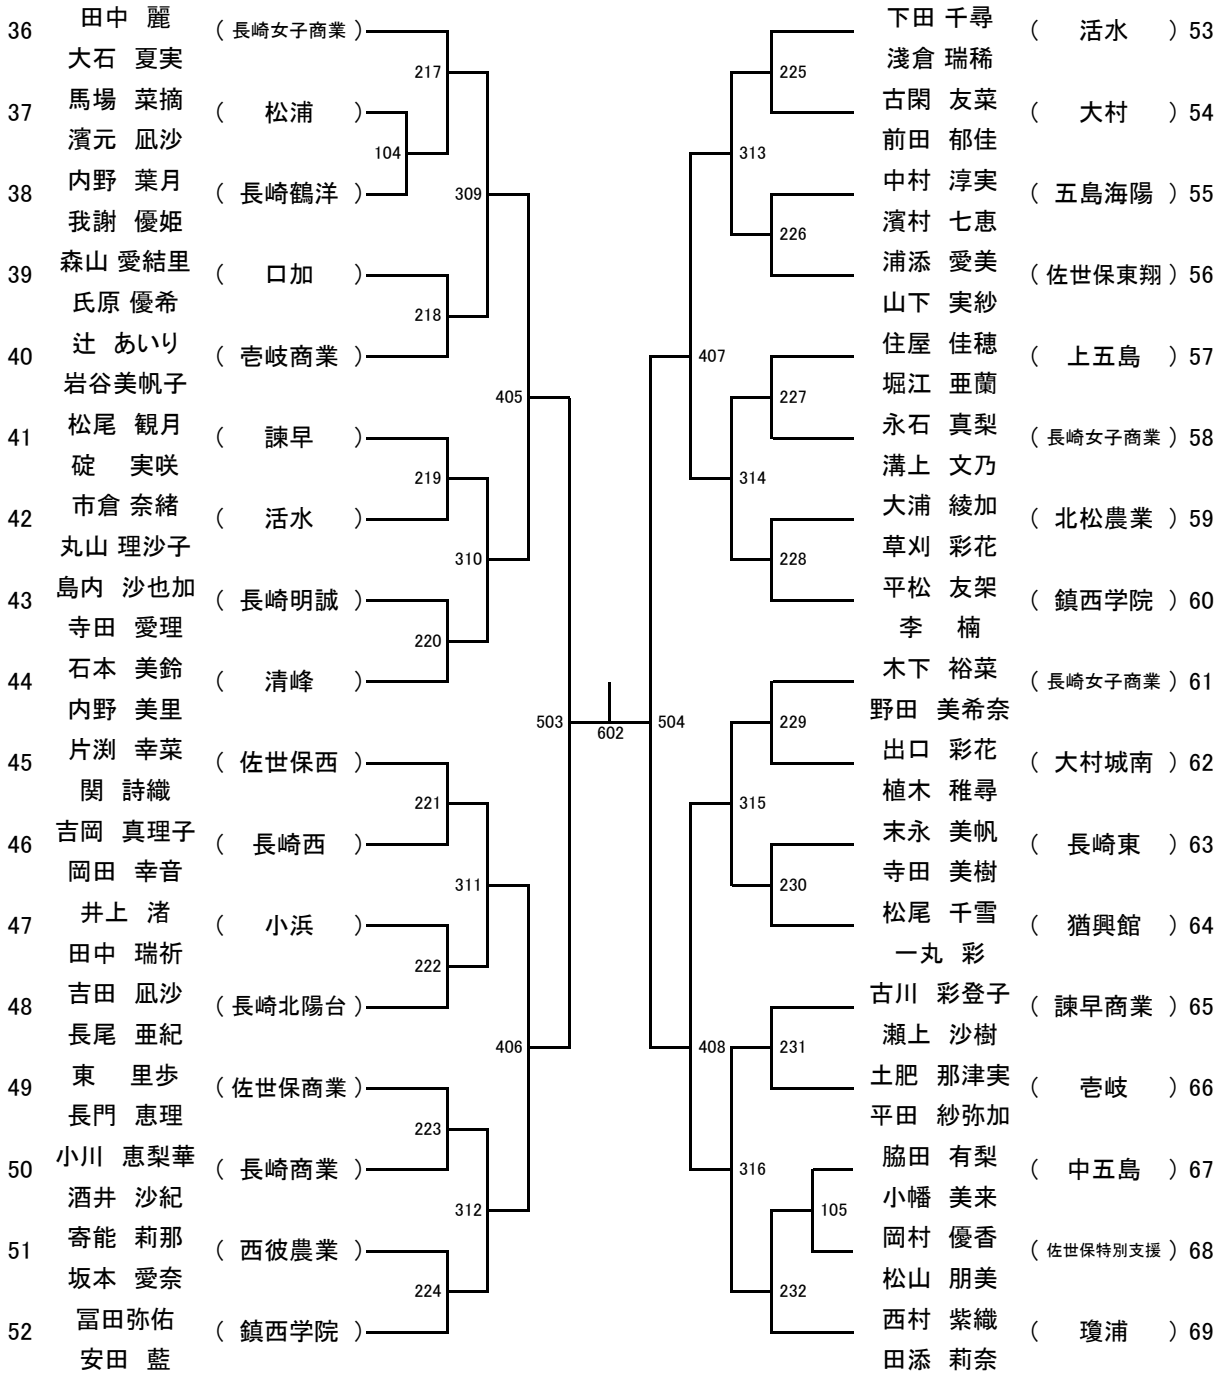 36 田中 麗 ( 長崎女子商業 )
大石 夏実
217
37 馬場 菜摘 ( 松浦 )
濱元 凪沙
104
38 内野 葉月 ( 長崎鶴洋 )
309
我謝 優姫
39 森山 愛結里 ( 口加 )
氏原 優希
218
40 辻 あいり ( 壱岐商業 )
岩谷美帆子
405
41 松尾 観月 ( 諫早 )
碇 実咲
219
42 市倉 奈緒 ( 活水 )
丸山 理沙子
310
43 島内 沙也加 ( 長崎明誠 )
寺田 愛理
220
44 石本 美鈴 ( 清峰 )
内野 美里
503
602
45 片渕 幸菜 ( 佐世保西 )
関 詩織
221
46 吉岡 真理子 ( 長崎西 )
岡田 幸音
311
47 井上 渚 ( 小浜 )
田中 瑞祈
222
48 吉田 凪沙 ( 長崎北陽台 )
長尾 亜紀
406
49 東 里歩 ( 佐世保商業 )
長門 恵理
223
50 小川 恵梨華 ( 長崎商業 )
酒井 沙紀
312
51 寄能 莉那 ( 西彼農業 )
坂本 愛奈
224
52 冨田弥佑 ( 鎮西学院 )
安田 藍
下田 千尋 ( 活水 ) 53
淺倉 瑞稀
225
古閑 友菜 ( 大村 ) 54
前田 郁佳
313
中村 淳実 ( 五島海陽 ) 55
濱村 七恵
226
浦添 愛美 ( 佐世保東翔 ) 56
山下 実紗
407
住屋 佳穂 ( 上五島 ) 57
堀江 亜蘭
227
永石 真梨 ( 長崎女子商業 ) 58
溝上 文乃
314
大浦 綾加 ( 北松農業 ) 59
草刈 彩花
228
平松 友架 ( 鎮西学院 ) 60
李 楠
木下 裕菜 ( 長崎女子商業 ) 61
野田 美希奈
504
229
出口 彩花 ( 大村城南 ) 62
植木 稚尋
315
末永 美帆 ( 長崎東 ) 63
寺田 美樹
230
松尾 千雪 ( 猶興館 ) 64
一丸 彩
古川 彩登子 ( 諫早商業 ) 65
瀬上 沙樹
408
231
土肥 那津実 ( 壱岐 ) 66
平田 紗弥加
316
脇田 有梨 ( 中五島 ) 67
小幡 美来
105
岡村 優香 ( 佐世保特別支援 ) 68
松山 朋美
232
西村 紫織 ( 瓊浦 ) 69
田添 莉奈